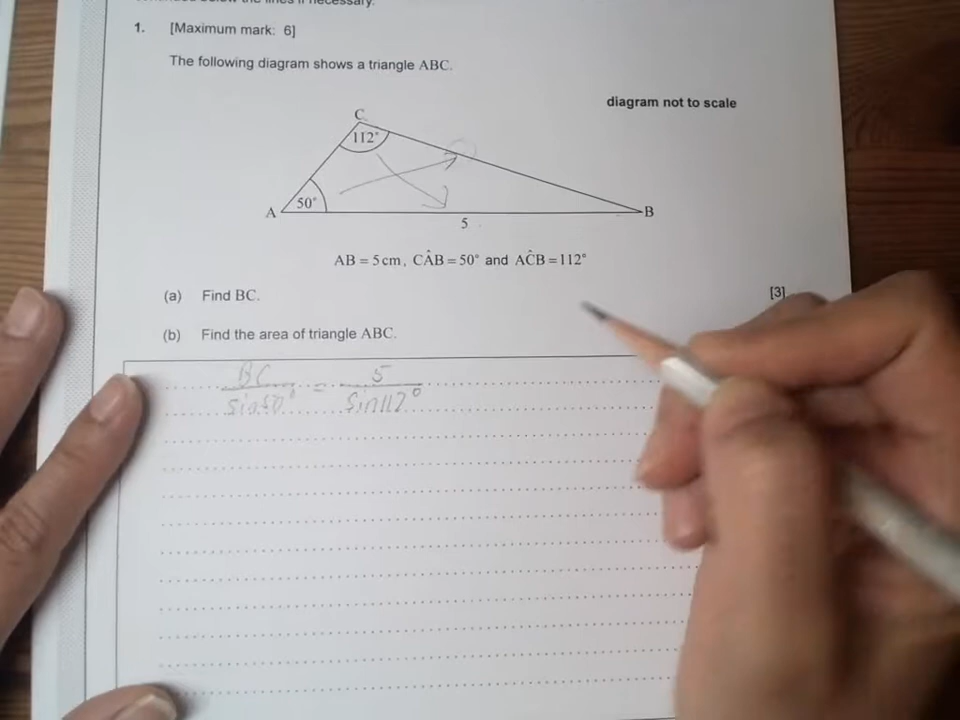 if necessary.
1. [Maximum mark: 6]
The following diagram shows a triangle ABC.
diagram not to scale
C
112°
50°
A
B
5
AB = 5 cm, CÂB = 50° and AĈB = 112°
(a) Find BC.
[3]
(b) Find the area of triangle ABC.
BC/sin50° = 5/sin112°